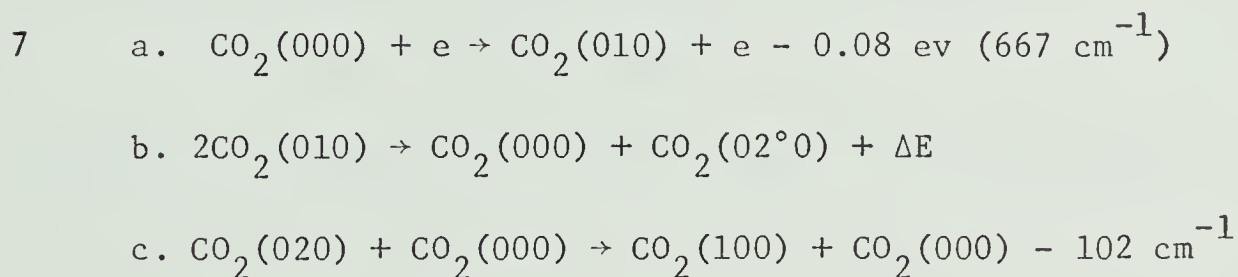 7 a. CO₂(000) + e → CO₂(010) + e - 0.08 ev (667 cm⁻¹)
b. 2CO₂(010) → CO₂(000) + CO₂(02°0) + ΔE
c. CO₂(020) + CO₂(000) → CO₂(100) + CO₂(000) - 102 cm⁻¹